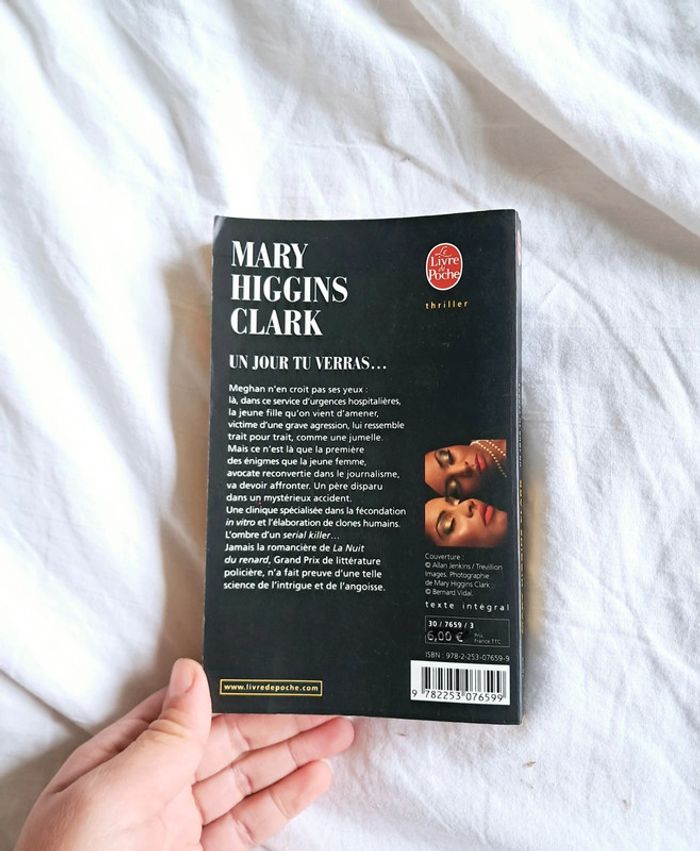 MARY
HIGGINS
CLARK
Le
Livre
de
Poche
thriller
UN JOUR TU VERRAS...
Meghan n'en croit pas ses yeux :
là, dans ce service d'urgences hospitalières,
la jeune fille qu'on vient d'amener,
victime d'une grave agression, lui ressemble
trait pour trait, comme une jumelle.
Mais ce n'est là que la première
des énigmes que la jeune femme,
avocate reconvertie dans le journalisme,
va devoir affronter. Un père disparu
dans un mystérieux accident.
Une clinique spécialisée dans la fécondation
in vitro et l'élaboration de clones humains.
L'ombre d'un serial killer...
Jamais la romancière de La Nuit
du renard, Grand Prix de littérature
policière, n'a fait preuve d'une telle
science de l'intrigue et de l'angoisse.
Couverture :
© Allan Jenkins / Trevillion
Images. Photographie
de Mary Higgins Clark :
© Bernard Vidal.
texte intégral
30 / 7659 / 3
6,00 € Prix
France TTC
ISBN : 978-2-253-07659-9
9 782253 076599
www.livredepoche.com